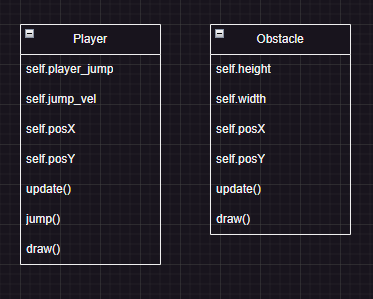 Player
self.player_jump
self.jump_vel
self.posX
self.posY
update()
jump()
draw()
Obstacle
self.height
self.width
self.posX
self.posY
update()
draw()